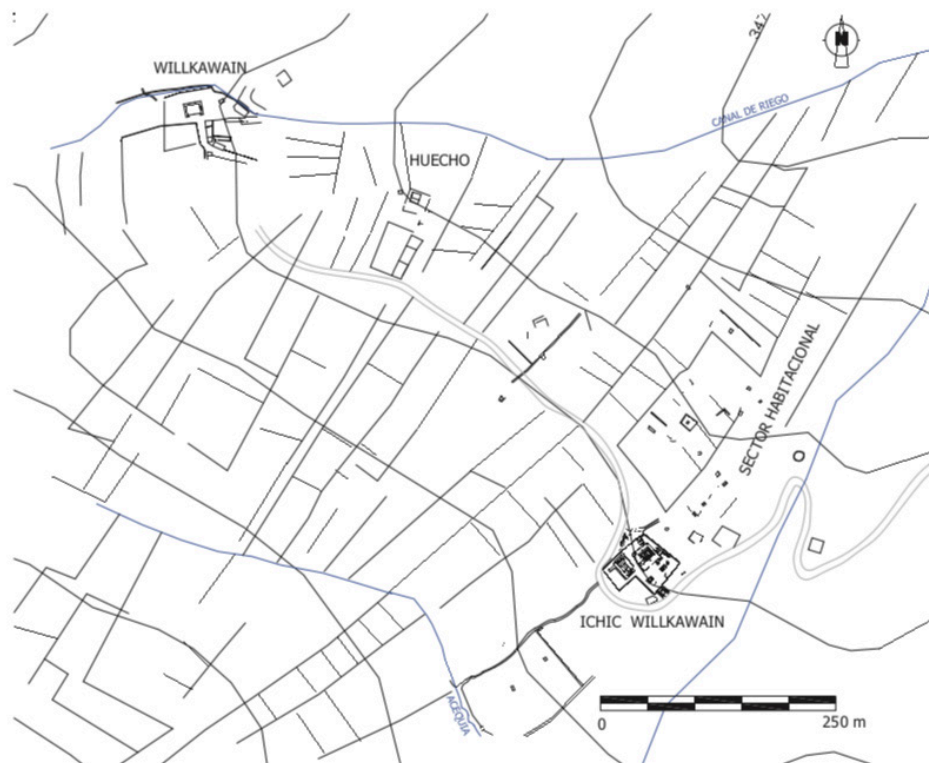 N
WILLKAWAIN
CANAL DE RIEGO
HUECHO
SECTOR HABITACIONAL
ICHIC WILLKAWAIN
ACEQUIA
0 250 m